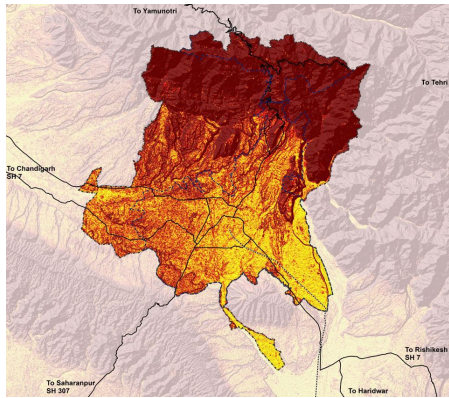 To Yamunotri
To Tehri
To Chandigarh
SH 7
To Rishikesh
SH 7
To Saharanpur
SH 307
To Haridwar